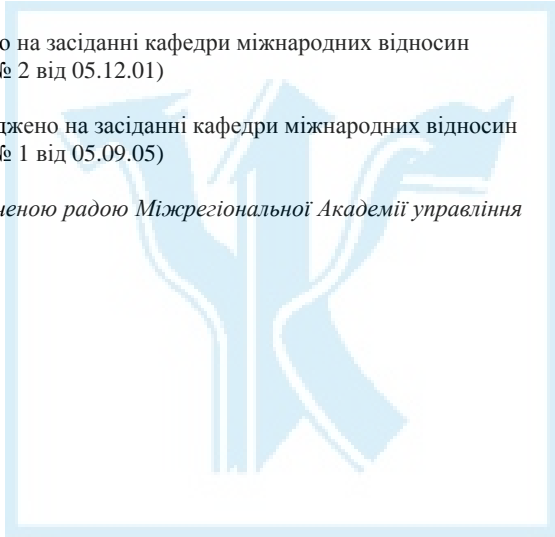 о на засіданні кафедри міжнародних відносин
№ 2 від 05.12.01)
джено на засіданні кафедри міжнародних відносин
№ 1 від 05.09.05)
ченою радою Міжрегіональної Академії управління